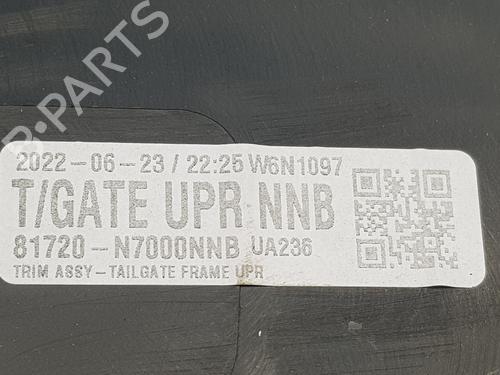 2022-06-23/22:25 W6N1097
T/GATE UPR NNB
81720-N7000NNB UA236
TRIM ASSY-TAILGATE FRAME UPR
B-PARTS